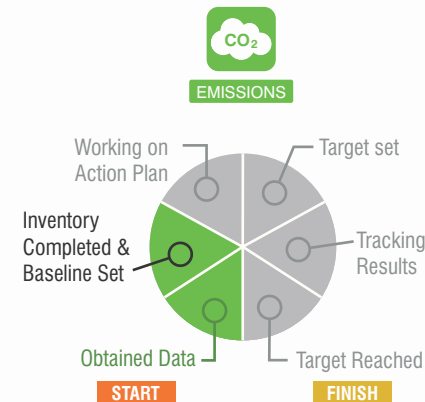 CO₂
EMISSIONS
Working on
Action Plan
Target set
Inventory
Completed &
Baseline Set
Tracking
Results
Obtained Data
Target Reached
START
FINISH